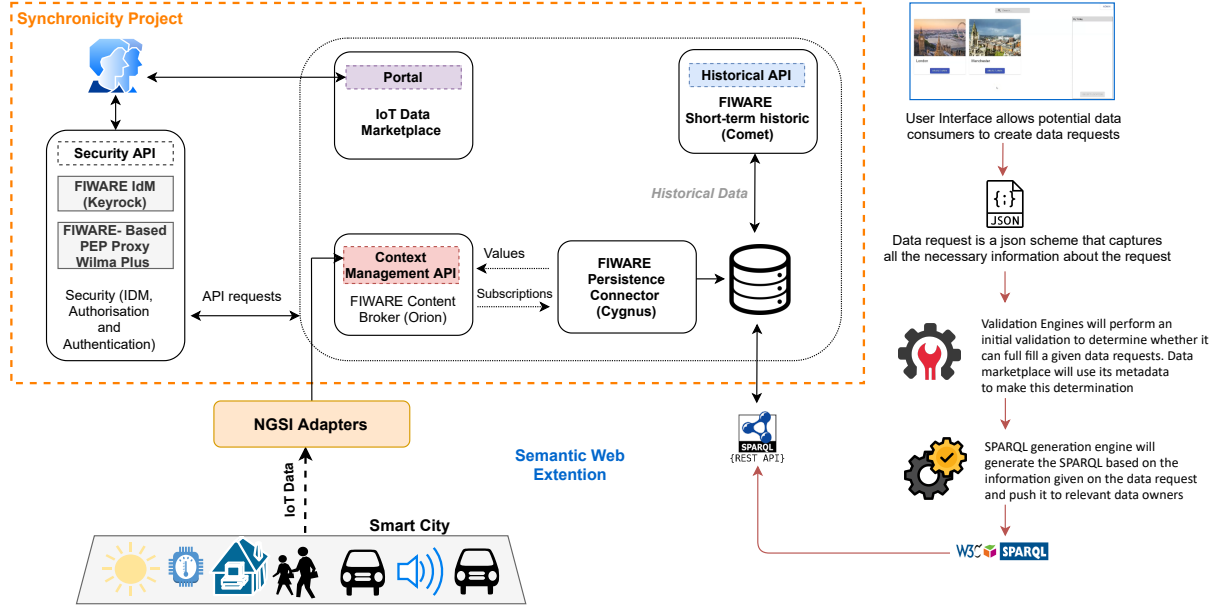 Synchronicity Project
Portal
IoT Data
Marketplace
Historical API
FIWARE
Short-term historic
(Comet)
Security API
FIWARE IdM
(Keyrock)
FIWARE- Based
PEP Proxy
Wilma Plus
Security (IDM,
Authorisation
and
Authentication)
API requests
Historical Data
Context
Management API
FIWARE Content
Broker (Orion)
Values
Subscriptions
FIWARE
Persistence
Connector
(Cygnus)
NGSI Adapters
IoT Data
Smart City
Semantic Web
Extention
SPARQL
{REST API}
London
Manchester
User Interface allows potential data
consumers to create data requests
{;}
JSON
Data request is a json scheme that captures
all the necessary information about the request
Validation Engines will perform an
initial validation to determine whether it
can full fill a given data requests. Data
marketplace will use its metadata
to make this determination
SPARQL generation engine will
generate the SPARQL based on the
information given on the data request
and push it to relevant data owners
W3C SPARQL